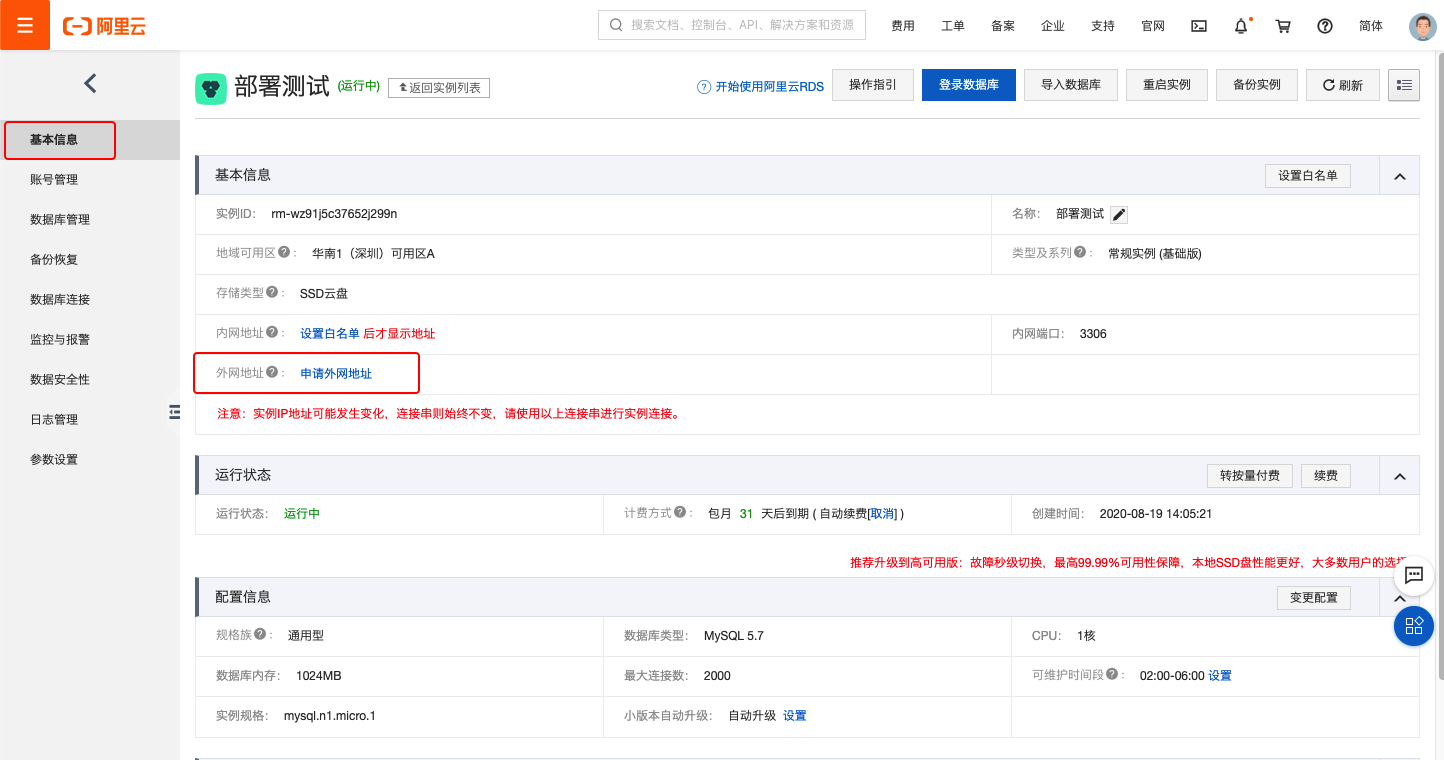 阿里云
搜索文档、控制台、API、解决方案和资源
费用 工单 备案 企业 支持 官网 简体
部署测试 (运行中) 返回实例列表
开始使用阿里云RDS 操作指引 登录数据库 导入数据库 重启实例 备份实例 刷新
基本信息
账号管理
数据库管理
备份恢复
数据库连接
监控与报警
数据安全性
日志管理
参数设置
基本信息 设置白名单
实例ID: rm-wz91j5c37652j299n 名称: 部署测试
地域可用区 : 华南1（深圳）可用区A 类型及系列 : 常规实例 (基础版)
存储类型 : SSD云盘
内网地址 : 设置白名单 后才显示地址 内网端口: 3306
外网地址 : 申请外网地址
注意：实例IP地址可能发生变化，连接串则始终不变，请使用以上连接串进行实例连接。
运行状态 转按量付费 续费
运行状态: 运行中 计费方式 : 包月 31 天后到期 ( 自动续费[取消] ) 创建时间: 2020-08-19 14:05:21
推荐升级到高可用版：故障秒级切换，最高99.99%可用性保障，本地SSD盘性能更好，大多数用户的选
配置信息 变更配置
规格族 : 通用型 数据库类型: MySQL 5.7 CPU: 1核
数据库内存: 1024MB 最大连接数: 2000 可维护时间段 : 02:00-06:00 设置
实例规格: mysql.n1.micro.1 小版本自动升级: 自动升级 设置